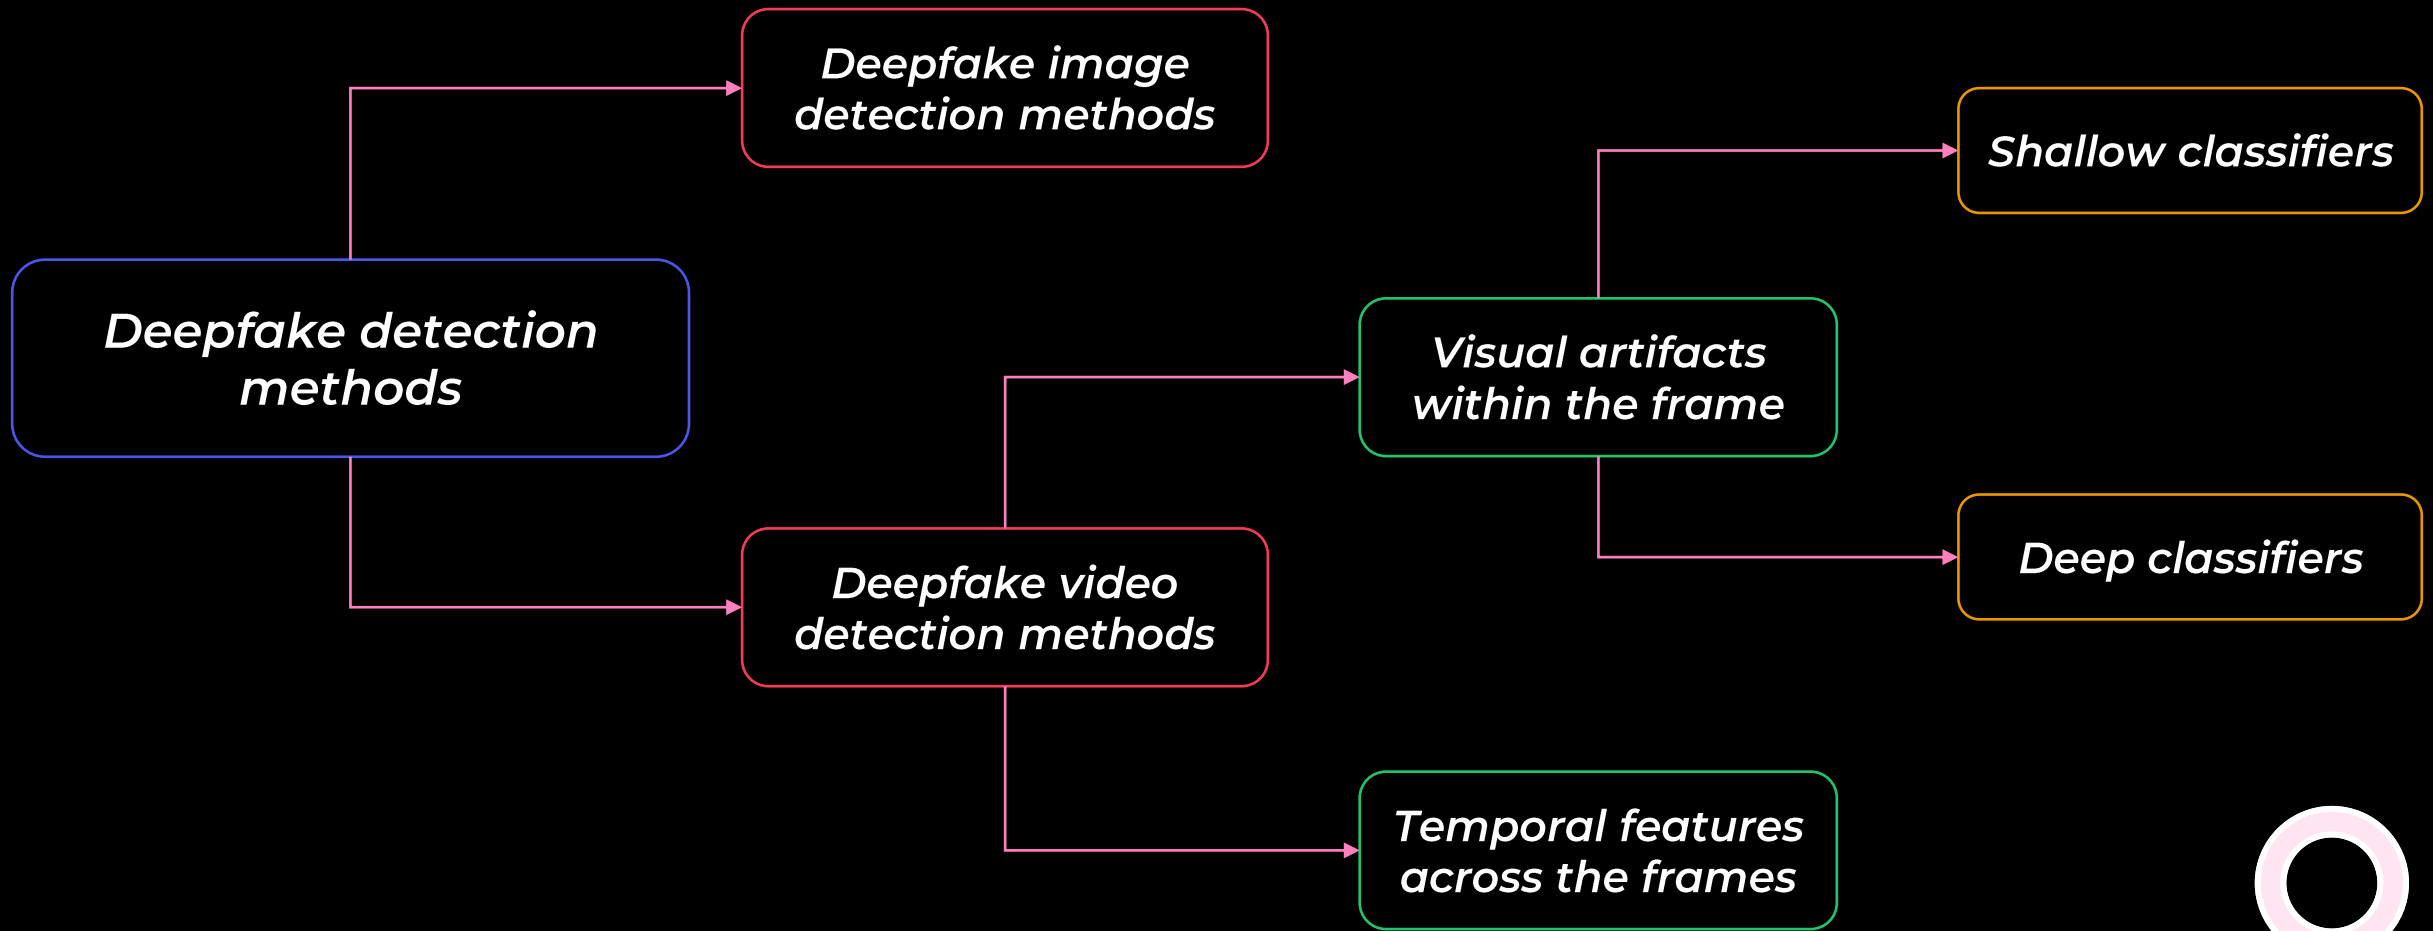 Deepfake image
detection methods
Shallow classifiers
Deepfake detection
methods
Visual artifacts
within the frame
Deep classifiers
Deepfake video
detection methods
Temporal features
across the frames